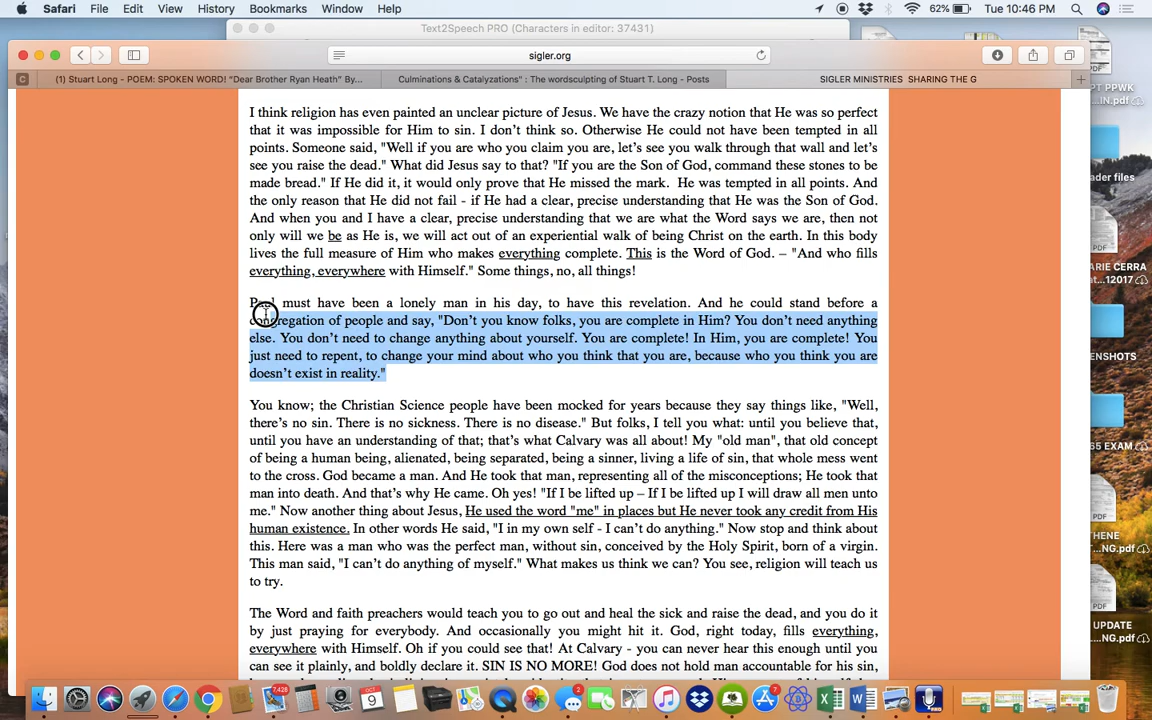 Safari File Edit View History Bookmarks Window Help 62% Tue 10:46 PM
Text2Speech PRO (Characters in editor: 37431)
sigler.org
(1) Stuart Long - POEM: SPOKEN WORD! "Dear Brother Ryan Heath" By... Culminations & Catalyzations" : The wordsculpting of Stuart T. Long - Posts SIGLER MINISTRIES SHARING THE G
I think religion has even painted an unclear picture of Jesus. We have the crazy notion that He was so perfect
that it was impossible for Him to sin. I don't think so. Otherwise He could not have been tempted in all
points. Someone said, "Well if you are who you claim you are, let's see you walk through that wall and let's
see you raise the dead." What did Jesus say to that? "If you are the Son of God, command these stones to be
made bread." If He did it, it would only prove that He missed the mark. He was tempted in all points. And
the only reason that He did not fail - if He had a clear, precise understanding that He was the Son of God.
And when you and I have a clear, precise understanding that we are what the Word says we are, then not
only will we be as He is, we will act out of an experiential walk of being Christ on the earth. In this body
lives the full measure of Him who makes everything complete. This is the Word of God. – "And who fills
everything, everywhere with Himself." Some things, no, all things!
must have been a lonely man in his day, to have this revelation. And he could stand before a
congregation of people and say, "Don't you know folks, you are complete in Him? You don't need anything
else. You don't need to change anything about yourself. You are complete! In Him, you are complete! You
just need to repent, to change your mind about who you think that you are, because who you think you are
doesn't exist in reality."
You know; the Christian Science people have been mocked for years because they say things like, "Well,
there's no sin. There is no sickness. There is no disease." But folks, I tell you what: until you believe that,
until you have an understanding of that; that's what Calvary was all about! My "old man", that old concept
of being a human being, alienated, being separated, being a sinner, living a life of sin, that whole mess went
to the cross. God became a man. And He took that man, representing all of the misconceptions; He took that
man into death. And that's why He came. Oh yes! "If I be lifted up – If I be lifted up I will draw all men unto
me." Now another thing about Jesus, He used the word "me" in places but He never took any credit from His
human existence. In other words He said, "I in my own self - I can't do anything." Now stop and think about
this. Here was a man who was the perfect man, without sin, conceived by the Holy Spirit, born of a virgin.
This man said, "I can't do anything of myself." What makes us think we can? You see, religion will teach us
to try.
The Word and faith preachers would teach you to go out and heal the sick and raise the dead, and you do it
by just praying for everybody. And occasionally you might hit it. God, right today, fills everything,
everywhere with Himself. Oh if you could see that! At Calvary - you can never hear this enough until you
can see it plainly, and boldly declare it. SIN IS NO MORE! God does not hold man accountable for his sin,
PDF
PT PPWK
IN.pdf
ader files
ARIE CERRA
12017
ENSHOTS
65 EXAM
THENE
NG.pdf
UPDATE
NG.pdf
OCT
9
7,428
2
7